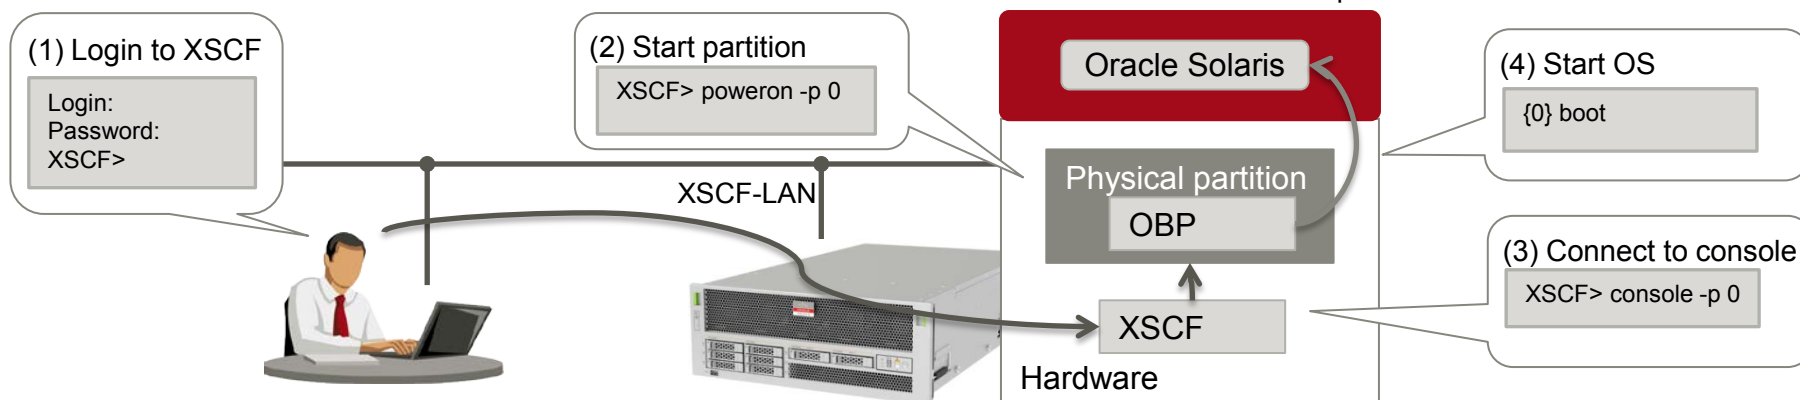 (1) Login to XSCF
Login:
Password:
XSCF>
(2) Start partition
XSCF> poweron -p 0
XSCF-LAN
Oracle Solaris
Physical partition
OBP
XSCF
Hardware
(4) Start OS
{0} boot
(3) Connect to console
XSCF> console -p 0